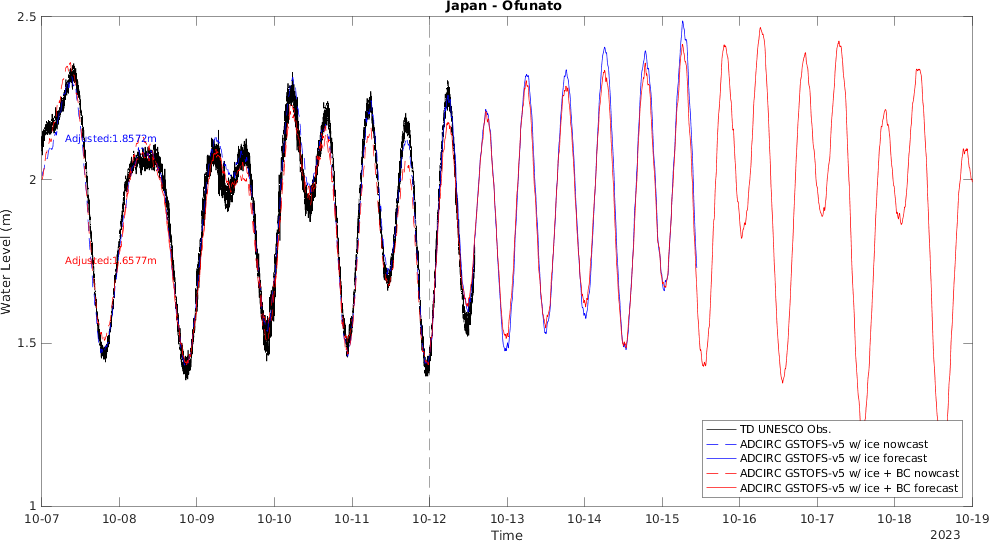 Japan - Ofunato
2.5
2
1.5
1
Water Level (m)
Adjusted:1.8572m
Adjusted:1.6577m
TD UNESCO Obs.
ADCIRC GSTOFS-v5 w/ ice nowcast
ADCIRC GSTOFS-v5 w/ ice forecast
ADCIRC GSTOFS-v5 w/ ice + BC nowcast
ADCIRC GSTOFS-v5 w/ ice + BC forecast
10-07 10-08 10-09 10-10 10-11 10-12 10-13 10-14 10-15 10-16 10-17 10-18 10-19
Time
2023